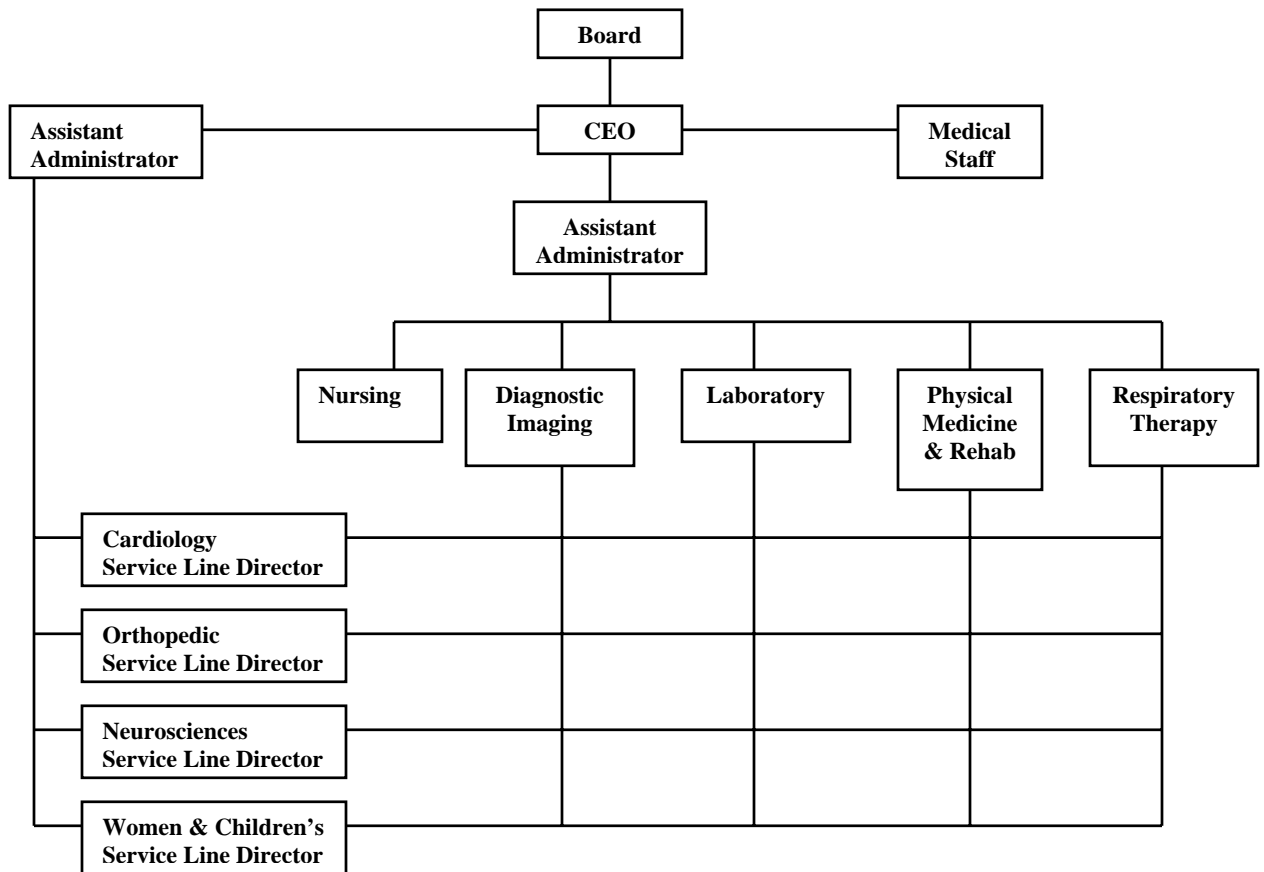 Board
Assistant
Administrator
CEO
Medical
Staff
Assistant
Administrator
Nursing
Diagnostic
Imaging
Laboratory
Physical
Medicine
& Rehab
Respiratory
Therapy
Cardiology
Service Line Director
Orthopedic
Service Line Director
Neurosciences
Service Line Director
Women & Children’s
Service Line Director